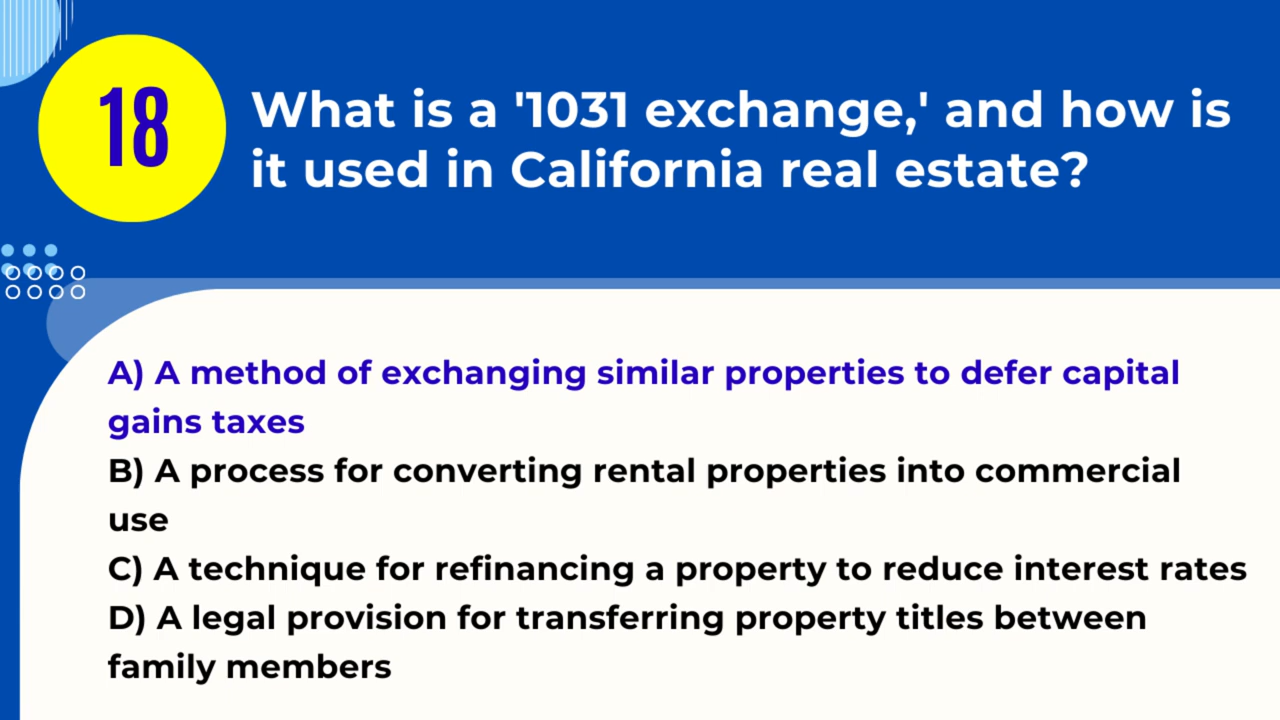 18
What is a '1031 exchange,' and how is
it used in California real estate?
A) A method of exchanging similar properties to defer capital
gains taxes
B) A process for converting rental properties into commercial
use
C) A technique for refinancing a property to reduce interest rates
D) A legal provision for transferring property titles between
family members